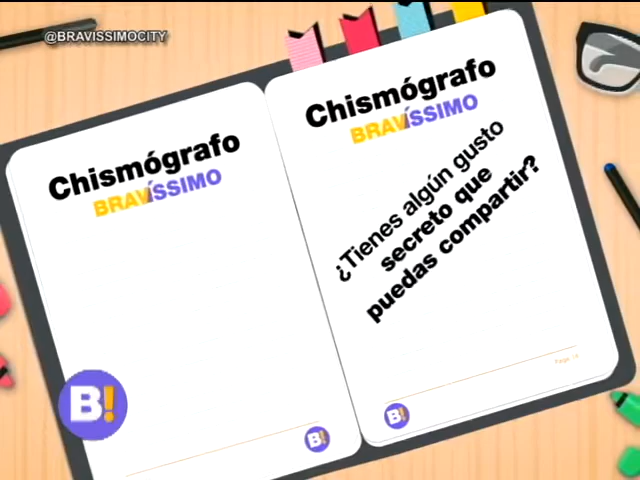 @BRAVISSIMOCITY
Chismógrafo
BRAVÍSSIMO
B!
B!
Chismógrafo
BRAVÍSSIMO
¿Tienes algún gusto
secreto que
puedas compartir?
B!